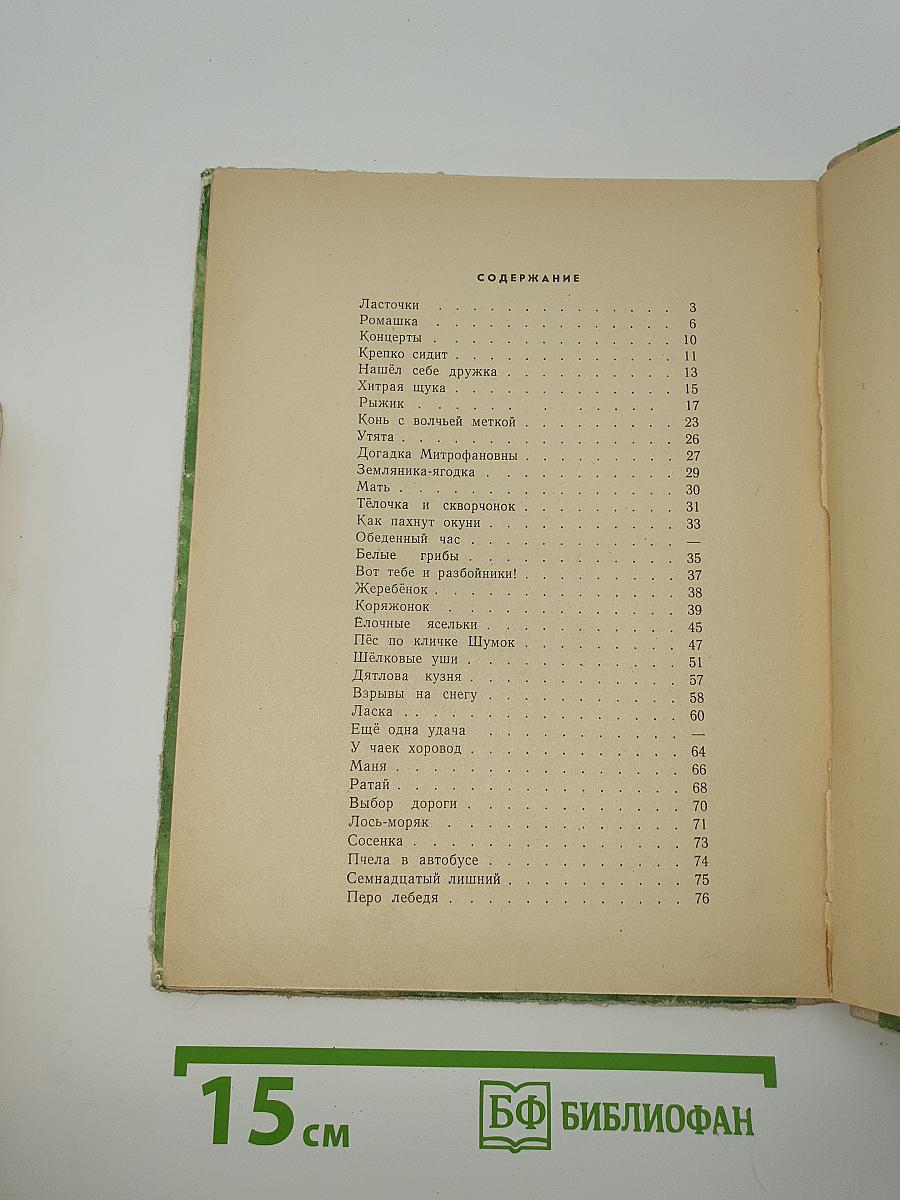 СОДЕРЖАНИЕ
Ласточки . . . . . . . . . . . . . 3
Ромашка . . . . . . . . . . . . . 6
Концерты . . . . . . . . . . . . . 10
Крепко сидит . . . . . . . . . . . . 11
Нашёл себе дружка . . . . . . . . . 13
Хитрая щука . . . . . . . . . . . . 15
Рыжик . . . . . . . . . . . . 17
Конь с волчьей меткой . . . . . . . . 23
Утята . . . . . . . . . . . . . . . 26
Догадка Митрофановны . . . . . . . . 27
Земляника-ягодка . . . . . . . . . . 29
Мать . . . . . . . . . . . . . . . 30
Тёлочка и скворчонок . . . . . . . . 31
Как пахнут окуни . . . . . . . . . . 33
Обеденный час . . . . . . . . . . . —
Белые грибы . . . . . . . . . . . 35
Вот тебе и разбойники! . . . . . . . . 37
Жеребёнок . . . . . . . . . . . . . 38
Коряжонок . . . . . . . . . . . . 39
Ёлочные ясельки . . . . . . . . . . 45
Пёс по кличке Шумок . . . . . . . . 47
Шёлковые уши . . . . . . . . . . . 51
Дятлова кузня . . . . . . . . . . . 57
Взрывы на снегу . . . . . . . . . . 58
Ласка . . . . . . . . . . . . . . . 60
Ещё одна удача . . . . . . . . . . —
У чаек хоровод . . . . . . . . . . . 64
Маня . . . . . . . . . . . . . . . 66
Ратай . . . . . . . . . . . . . . . 68
Выбор дороги . . . . . . . . . . . 70
Лось-моряк . . . . . . . . . . . . 71
Сосенка . . . . . . . . . . . . . . 73
Пчела в автобусе . . . . . . . . . . 74
Семнадцатый лишний . . . . . . . . . 75
Перо лебедя . . . . . . . . . . . . 76
15 см
БФ БИБЛИОФАН